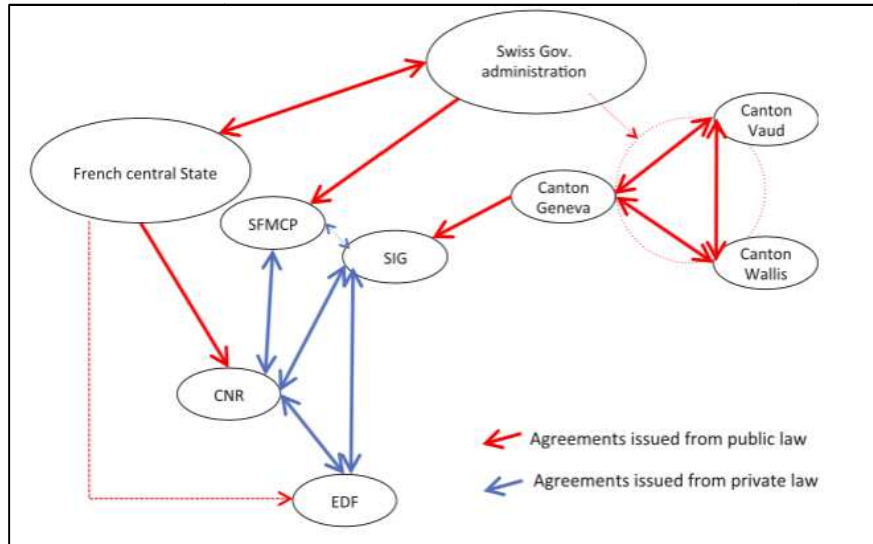 Swiss Gov.
administration
Canton
Vaud
French central State
Canton
Geneva
SFMCP
SIG
Canton
Wallis
CNR
EDF
Agreements issued from public law
Agreements issued from private law